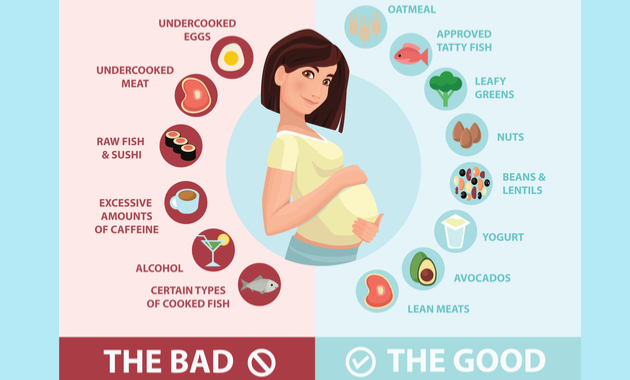 UNDERCOOKED
EGGS
UNDERCOOKED
MEAT
RAW FISH
& SUSHI
EXCESSIVE
AMOUNTS
OF CAFFEINE
ALCOHOL
CERTAIN TYPES
OF COOKED FISH
THE BAD
OATMEAL
APPROVED
TATTY FISH
LEAFY
GREENS
NUTS
BEANS &
LENTILS
YOGURT
AVOCADOS
LEAN MEATS
THE GOOD